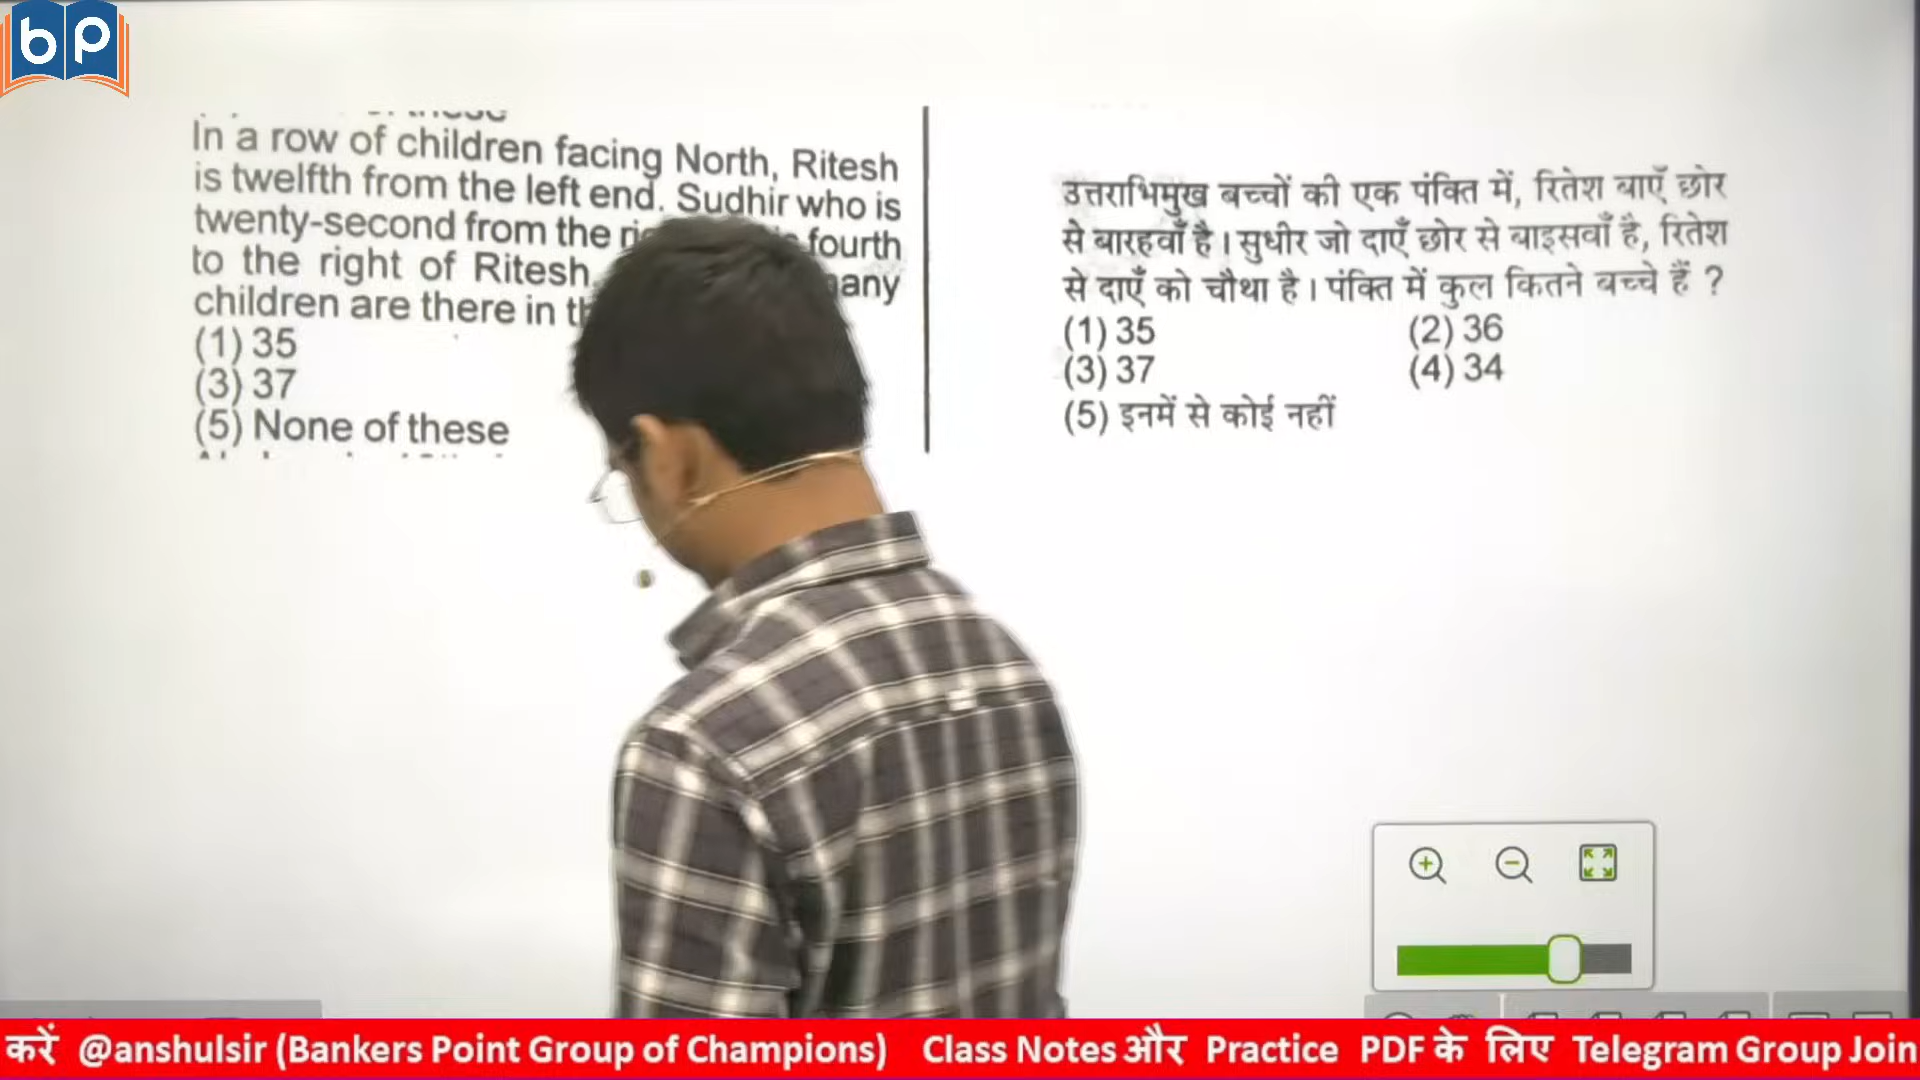 bp
In a row of children facing North, Ritesh
is twelfth from the left end. Sudhir who is
twenty-second from the fourth
to the right of Ritesh
children are there in
(1) 35
(3) 37
(5) None of these
उत्तराभिमुख बच्चों की एक पंक्ति में, रितेश बाएँ छोर
से बारहवाँ है। सुधीर जो दाएँ छोर से बाइसवाँ है, रितेश
से दाएँ को चौथा है। पंक्ति में कुल कितने बच्चे हैं ?
(1) 35 (2) 36
(3) 37 (4) 34
(5) इनमें से कोई नहीं
करें @anshulsir (Bankers Point Group of Champions) Class Notes और Practice PDF के लिए Telegram Group Join